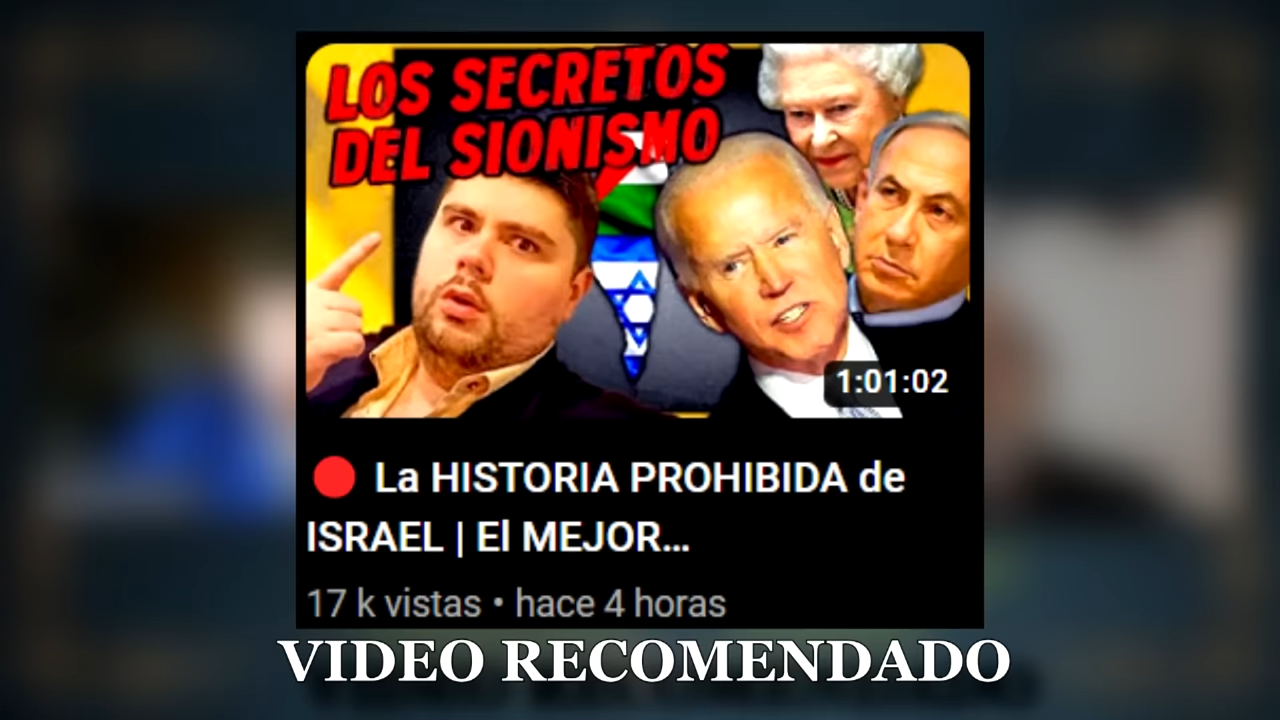 LOS SECRETOS
DEL SIONISMO
1:01:02
🔴 La HISTORIA PROHIBIDA de
ISRAEL | El MEJOR...
17 k vistas • hace 4 horas
VIDEO RECOMENDADO